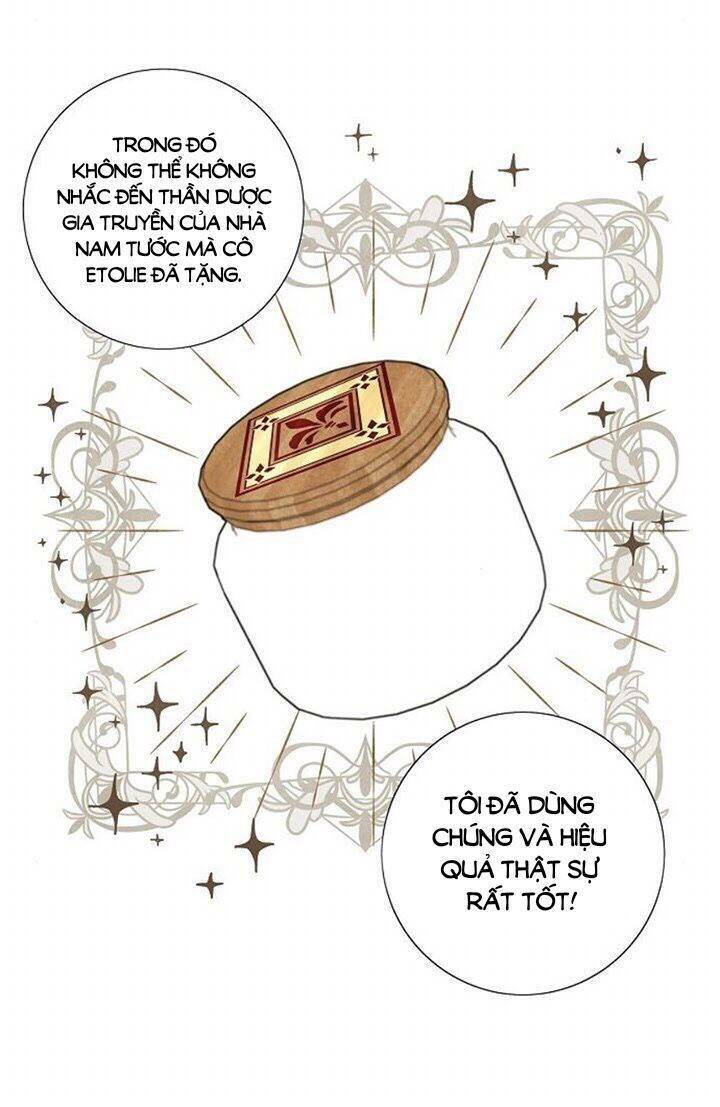 TRONG ĐÓ
KHÔNG THỂ KHÔNG
NHẮC ĐẾN THẦN DƯỢC
GIA TRUYỀN CỦA NHÀ
NAM TƯỚC MÀ CÔ
ETOLIE ĐÃ TẶNG.
TÔI ĐÃ DÙNG
CHÚNG VÀ HIỆU
QUẢ THẬT SỰ
RẤT TỐT!